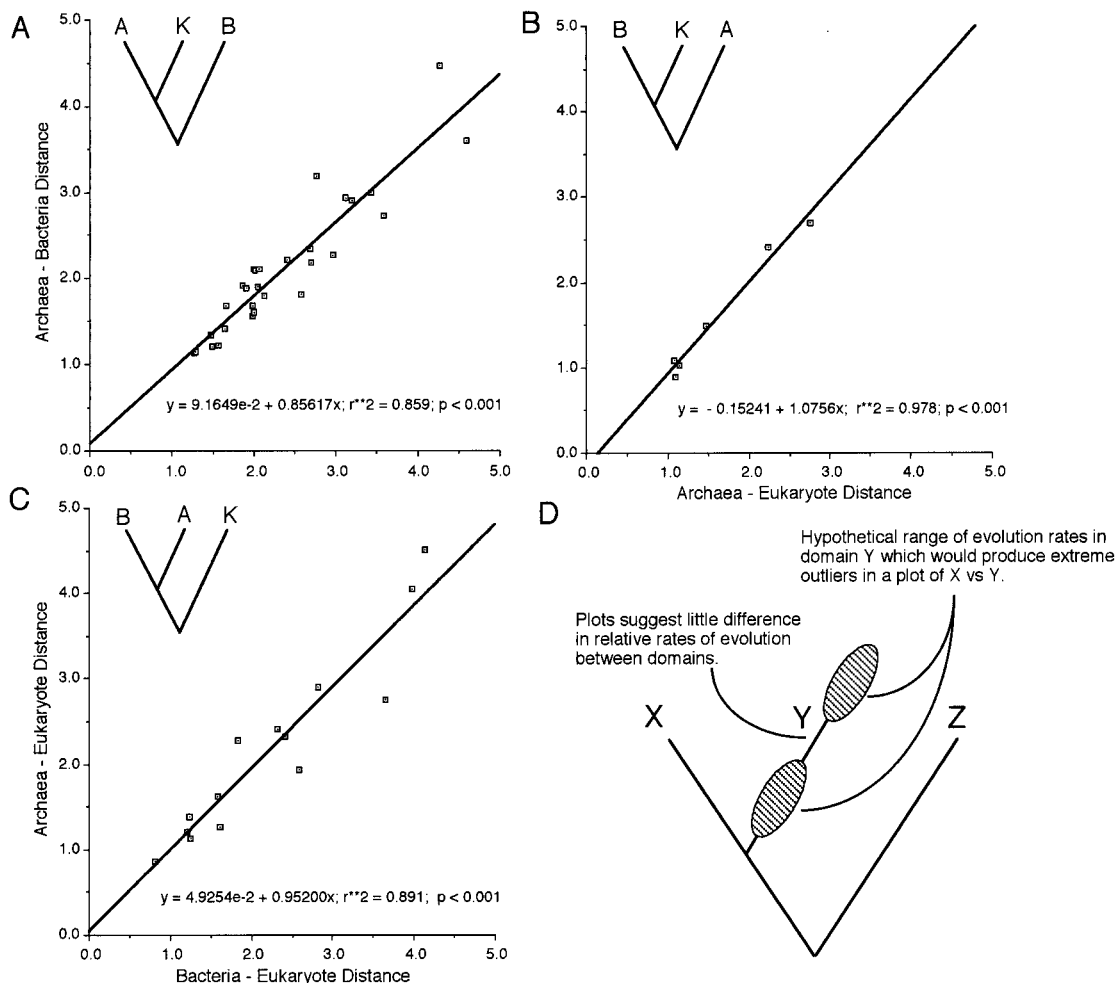 A
A K B
5.0
4.0
3.0
2.0
1.0
0.0
Archaea - Bacteria Distance
y = 9.1649e-2 + 0.85617x; r**2 = 0.859; p < 0.001
0.0 1.0 2.0 3.0 4.0 5.0
B
B K A
5.0
4.0
3.0
2.0
1.0
0.0
y = - 0.15241 + 1.0756x; r**2 = 0.978; p < 0.001
0.0 1.0 2.0 3.0 4.0 5.0
Archaea - Eukaryote Distance
C
B A K
5.0
4.0
3.0
2.0
1.0
0.0
Archaea - Eukaryote Distance
y = 4.9254e-2 + 0.95200x; r**2 = 0.891; p < 0.001
0.0 1.0 2.0 3.0 4.0 5.0
Bacteria - Eukaryote Distance
D
Hypothetical range of evolution rates in
domain Y which would produce extreme
outliers in a plot of X vs Y.
Plots suggest little difference
in relative rates of evolution
between domains.
X Y Z